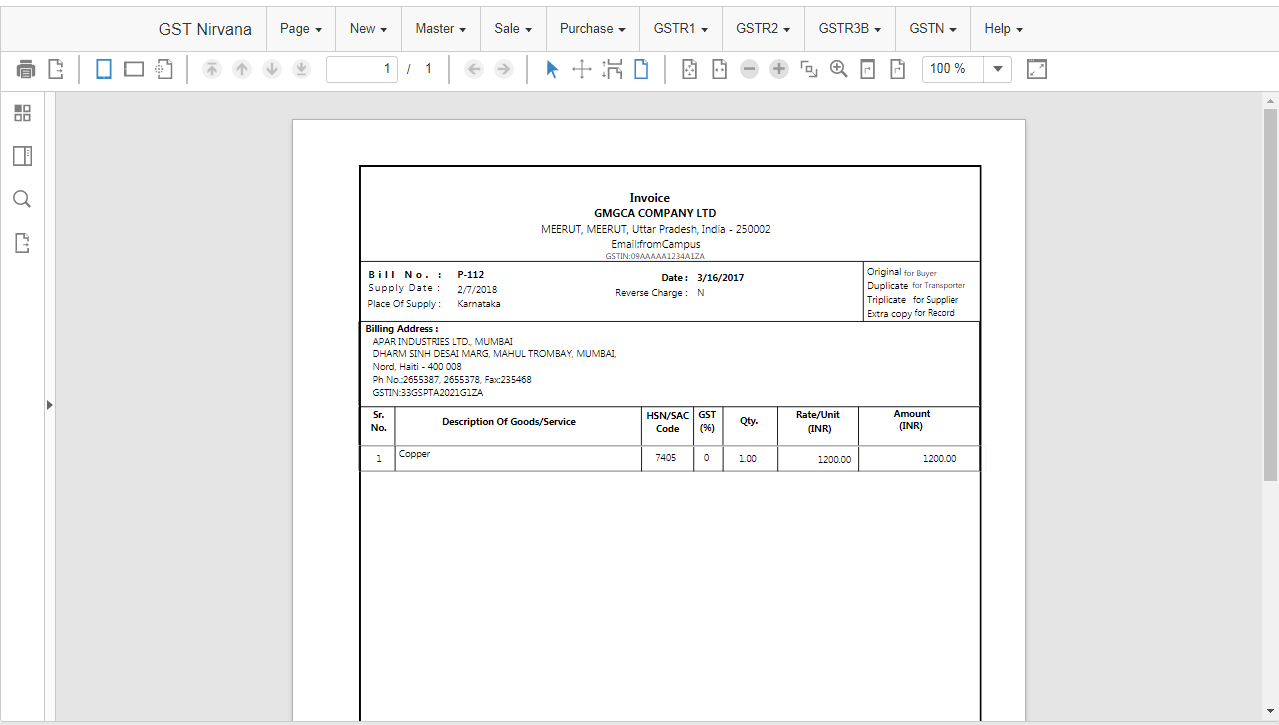 GST Nirvana Page New Master Sale Purchase GSTR1 GSTR2 GSTR3B GSTN Help
1 / 1 100 %
Invoice
GMGCA COMPANY LTD
MEERUT, MEERUT, Uttar Pradesh, India - 250002
Email:fromCampus
GSTIN:09AAAAA1234A1ZA
Bill No. : P-112 Date : 3/16/2017
Supply Date : 2/7/2018 Reverse Charge : N
Place Of Supply : Karnataka
Original for Buyer
Duplicate for Transporter
Triplicate for Supplier
Extra copy for Record
Billing Address :
APAR INDUSTRIES LTD., MUMBAI
DHARM SINH DESAI MARG, MAHUL TROMBAY, MUMBAI,
Nord, Haiti - 400 008
Ph No.:2655387, 2655378, Fax:235468
GSTIN:33GSPTA2021G1ZA
Sr. No. Description Of Goods/Service HSN/SAC Code GST (%) Qty. Rate/Unit (INR) Amount (INR)
1 Copper 7405 0 1.00 1200.00 1200.00